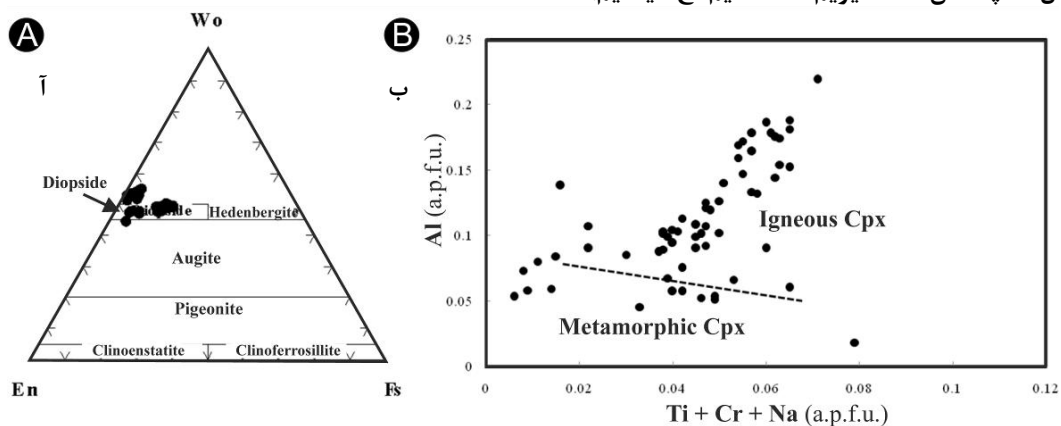 A
Wo
آ
Diopside
Hedenbergite
Augite
Pigeonite
Clinoenstatite
Clinoferrosillite
En
Fs
B
ب
Al (a.p.f.u.)
0.25
0.2
0.15
0.1
0.05
0
Igneous Cpx
Metamorphic Cpx
0
0.02
0.04
0.06
0.08
0.1
0.12
Ti + Cr + Na (a.p.f.u.)